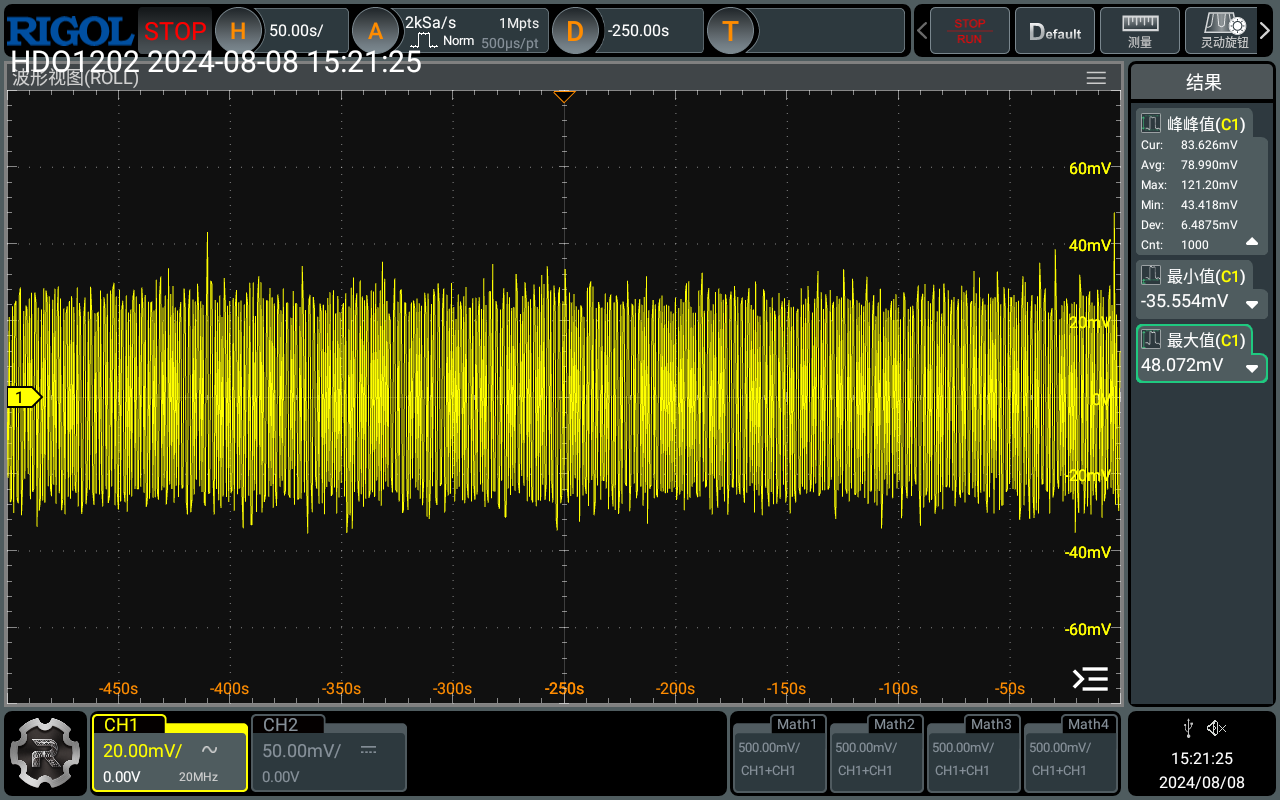 RIGOL STOP H 50.00s/ A 2kSa/s 1Mpts Norm 500μs/pt D -250.00s T STOP RUN Default 测量 灵动旋钮
HDO1202 2024-08-08 15:21:25
波形视图(ROLL)
结果
峰峰值(C1)
Cur: 83.626mV
Avg: 78.990mV
Max: 121.20mV
Min: 43.418mV
Dev: 6.4875mV
Cnt: 1000
最小值(C1)
-35.554mV
最大值(C1)
48.072mV
60mV
40mV
20mV
0V
-20mV
-40mV
-60mV
1
-450s -400s -350s -300s -250s -200s -150s -100s -50s
CH1
20.00mV/
0.00V 20MHz
CH2
50.00mV/
0.00V
Math1
500.00mV/
CH1+CH1
Math2
500.00mV/
CH1+CH1
Math3
500.00mV/
CH1+CH1
Math4
500.00mV/
CH1+CH1
15:21:25
2024/08/08